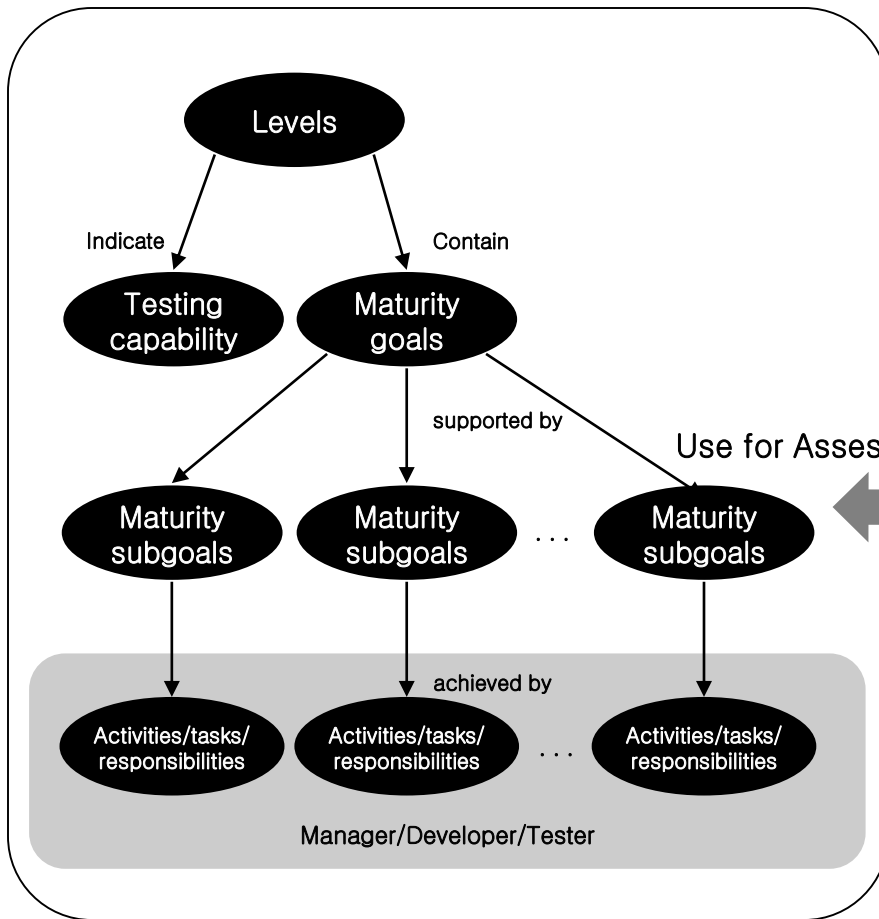 Levels
Indicate
Contain
Testing
capability
Maturity
goals
supported by
Use for Asses
Maturity
subgoals
Maturity
subgoals
. . .
Maturity
subgoals
achieved by
Activities/tasks/
responsibilities
Activities/tasks/
responsibilities
. . .
Activities/tasks/
responsibilities
Manager/Developer/Tester